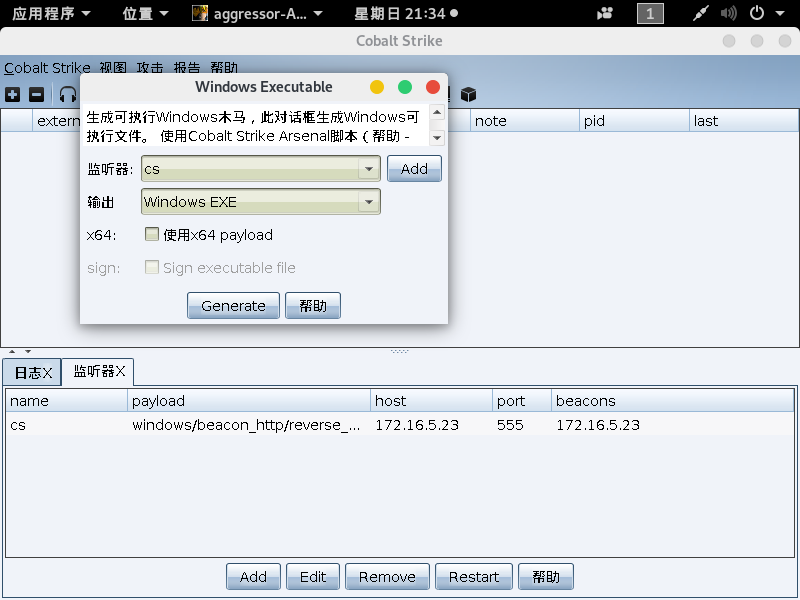 应用程序 位置 aggressor-A... 星期日 21:34 1
Cobalt Strike
Cobalt Strike 视图 攻击 报告 帮助
Windows Executable
extern note pid last
生成可执行Windows木马，此对话框生成Windows可
执行文件。 使用Cobalt Strike Arsenal脚本（帮助 -
监听器: cs Add
输出 Windows EXE
x64: 使用x64 payload
sign: Sign executable file
Generate 帮助
日志X 监听器X
name payload host port beacons
cs windows/beacon_http/reverse_... 172.16.5.23 555 172.16.5.23
Add Edit Remove Restart 帮助